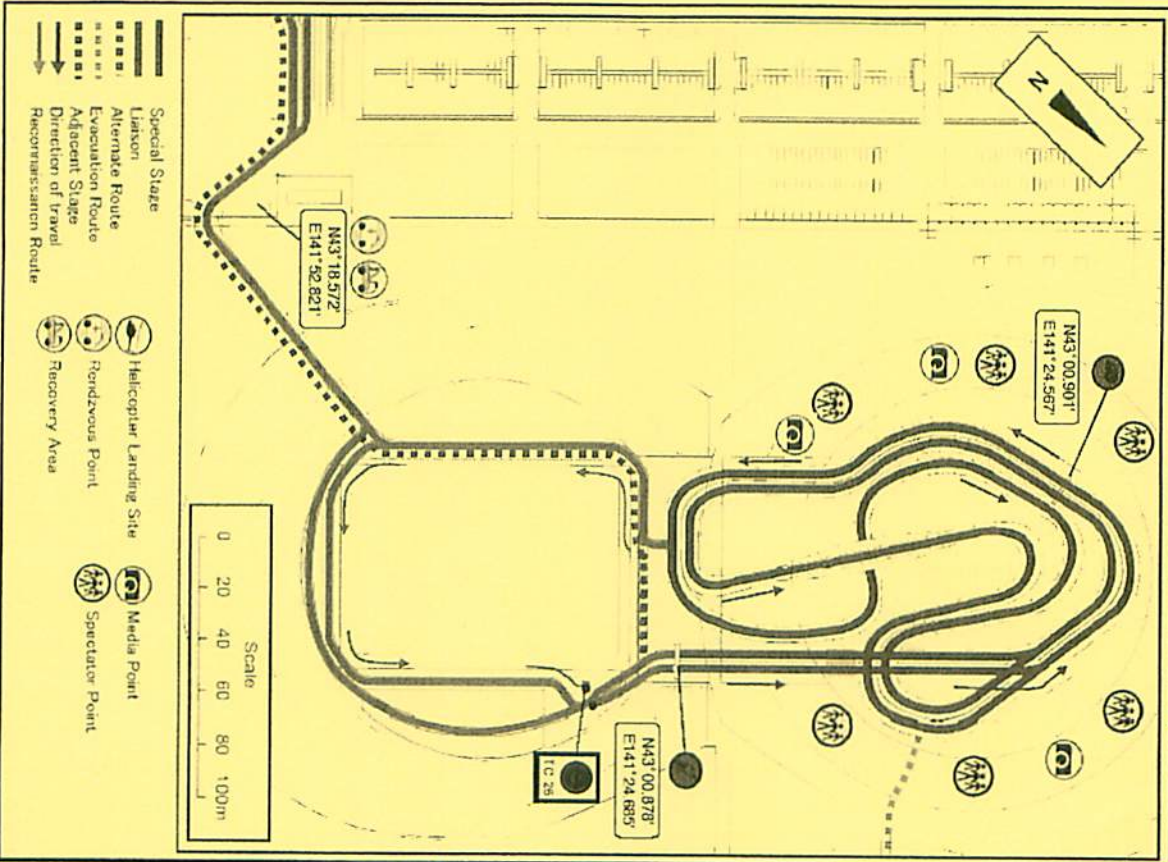 N
N43°00.901'
E141°24.567'
N43°18.572'
E141°52.821'
N43°00.878'
E141°24.685'
TC 26
Scale
0 20 40 60 80 100m
Special Stage
Liaison
Alternate Route
Evacuation Route
Adjacent Stage
Direction of travel
Reconnaissance Route
Helicopter Landing Site
Rendzvous Point
Recovery Area
Media Point
Spectator Point